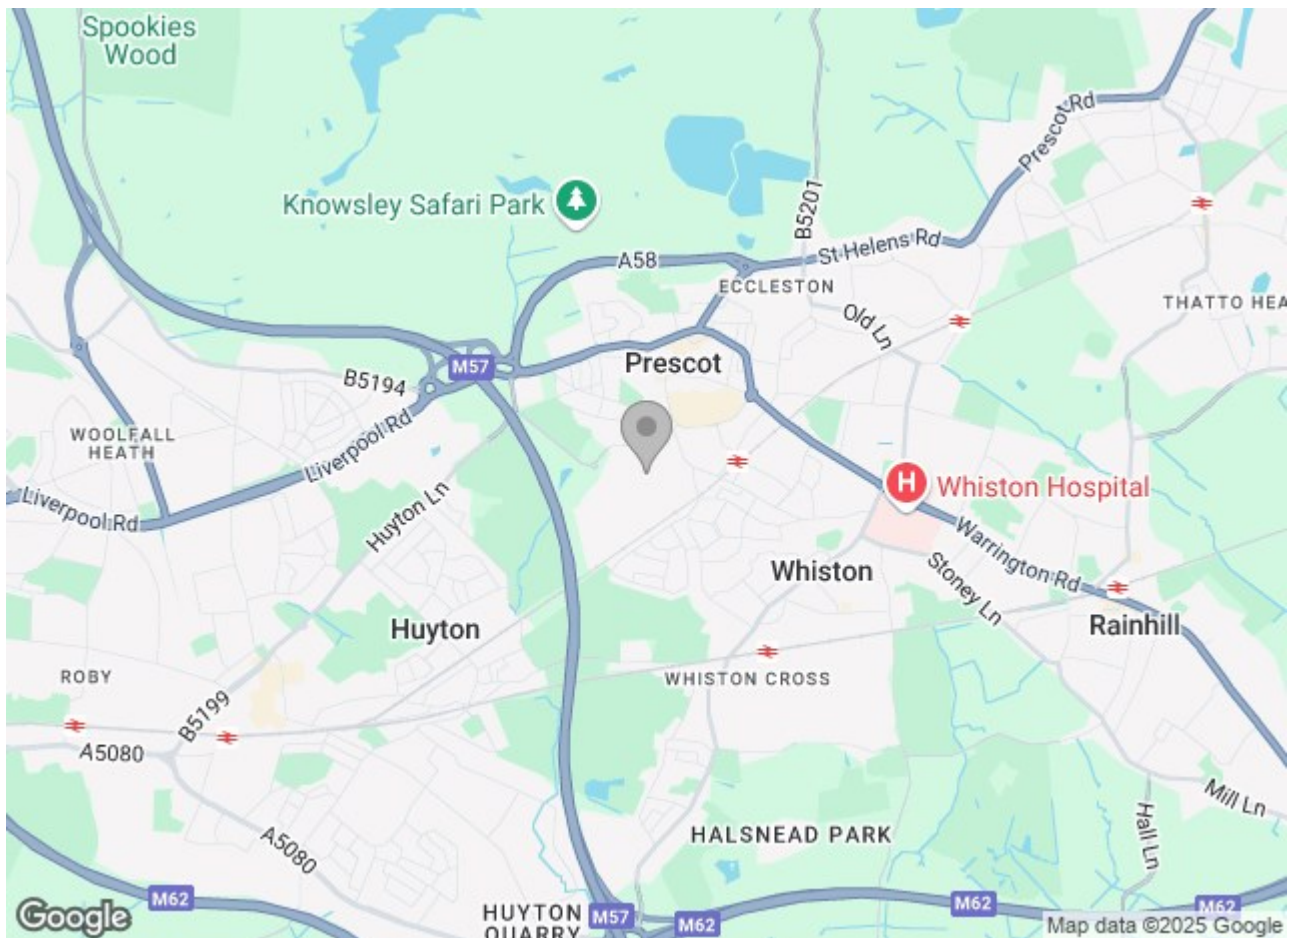 Spookies
Wood
Prescot Rd
Knowsley Safari Park
B5201
St Helens Rd
A58
ECCLESTON
THATTO HEA
Old Ln
Prescot
M57
B5194
WOOLFALL
HEATH
Liverpool Rd
Liverpool Rd
Huyton Ln
H
Whiston Hospital
Warrington Rd
Whiston
Stoney Ln
Huyton
Rainhill
ROBY
WHISTON CROSS
B5199
A5080
Mill Ln
Hall Ln
A5080
HALSNEAD PARK
M62
M62
M62
HUYTON
QUARRY
M57
M62
Google
Map data ©2025 Google